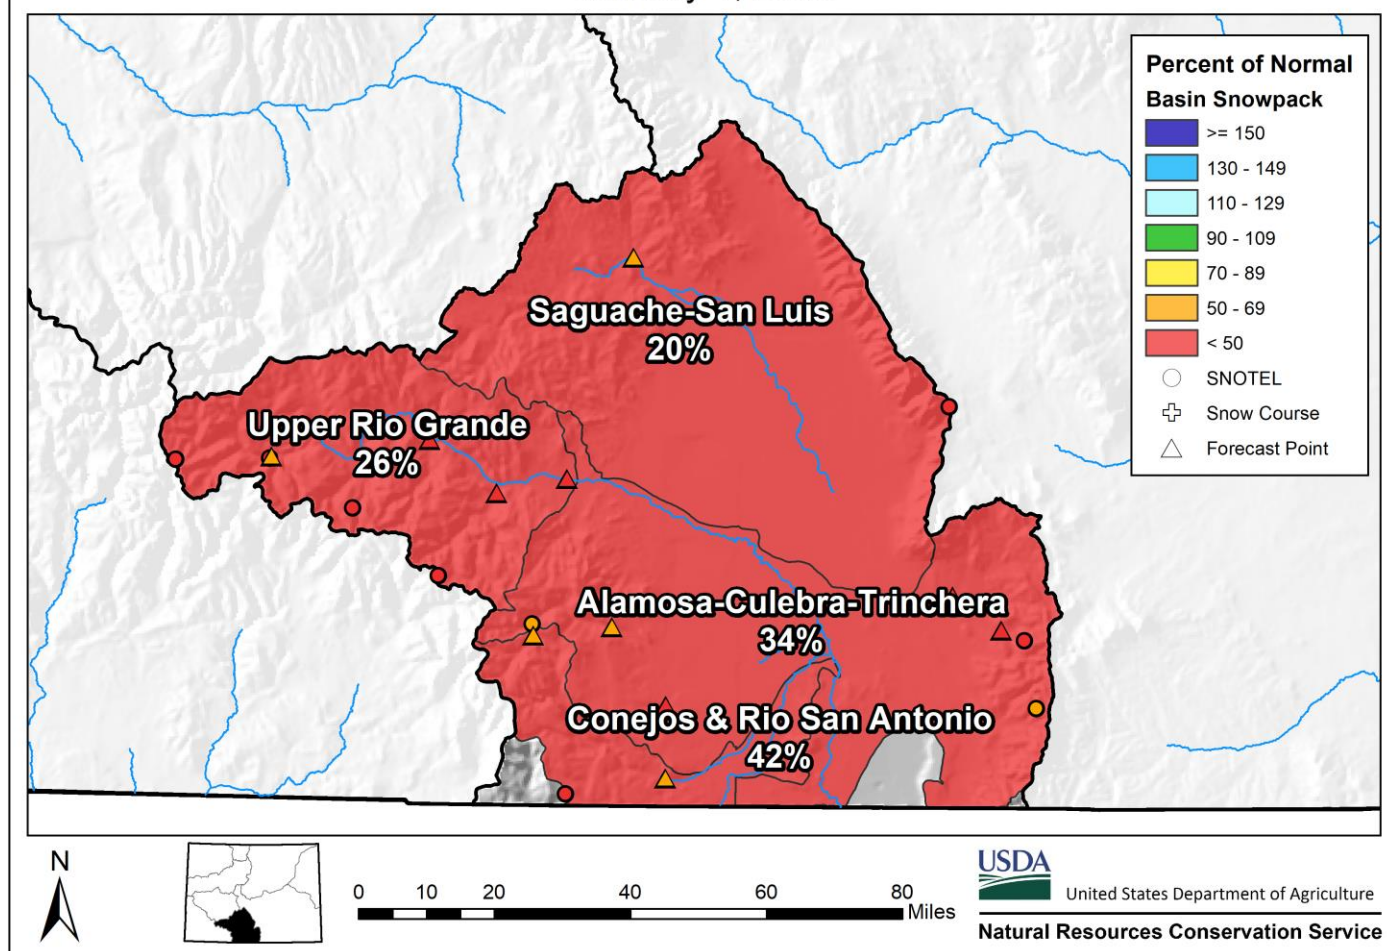 Percent of Normal
Basin Snowpack
>= 150
130 - 149
110 - 129
90 - 109
70 - 89
50 - 69
< 50
SNOTEL
Snow Course
Forecast Point
Saguache-San Luis
20%
Upper Rio Grande
26%
Alamosa-Culebra-Trinchera
34%
Conejos & Rio San Antonio
42%
N
0 10 20 40 60 80
Miles
USDA
United States Department of Agriculture
Natural Resources Conservation Service